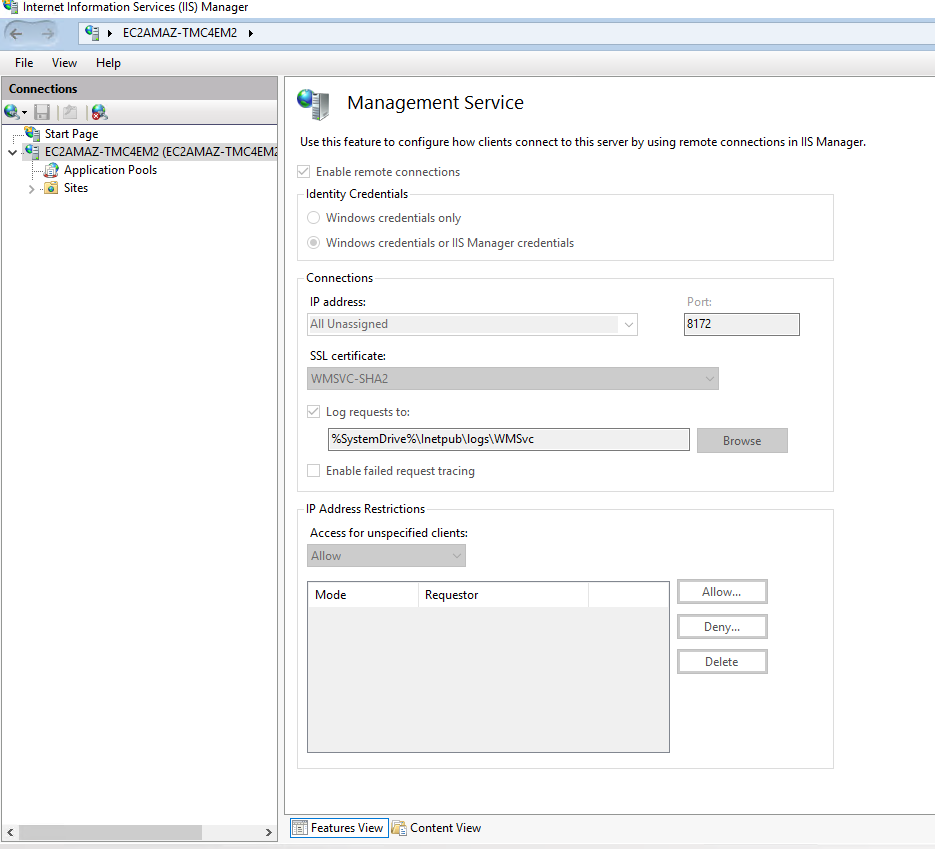 Internet Information Services (IIS) Manager
EC2AMAZ-TMC4EM2
File View Help
Connections
Start Page
EC2AMAZ-TMC4EM2 (EC2AMAZ-TMC4EM2
Application Pools
Sites
Management Service
Use this feature to configure how clients connect to this server by using remote connections in IIS Manager.
Enable remote connections
Identity Credentials
Windows credentials only
Windows credentials or IIS Manager credentials
Connections
IP address: Port:
All Unassigned 8172
SSL certificate:
WMSVC-SHA2
Log requests to:
%SystemDrive%\Inetpub\logs\WMSvc Browse
Enable failed request tracing
IP Address Restrictions
Access for unspecified clients:
Allow
Mode Requestor
Allow...
Deny...
Delete
Features View Content View